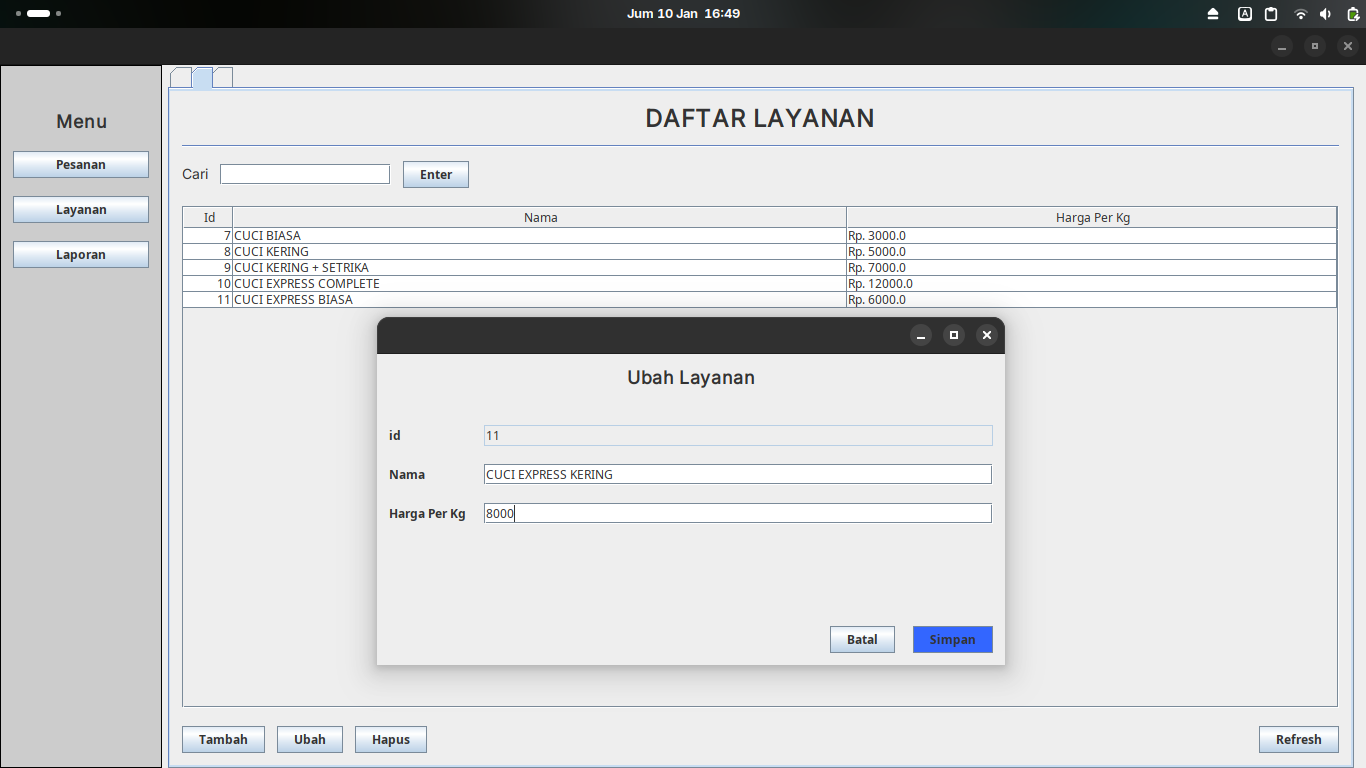 Jum 10 Jan 16:49
A
Menu
Pesanan
Layanan
Laporan
DAFTAR LAYANAN
Cari Enter
Id Nama Harga Per Kg
7 CUCI BIASA Rp. 3000.0
8 CUCI KERING Rp. 5000.0
9 CUCI KERING + SETRIKA Rp. 7000.0
10 CUCI EXPRESS COMPLETE Rp. 12000.0
11 CUCI EXPRESS BIASA Rp. 6000.0
Ubah Layanan
id 11
Nama CUCI EXPRESS KERING
Harga Per Kg 8000
Batal Simpan
Tambah Ubah Hapus Refresh